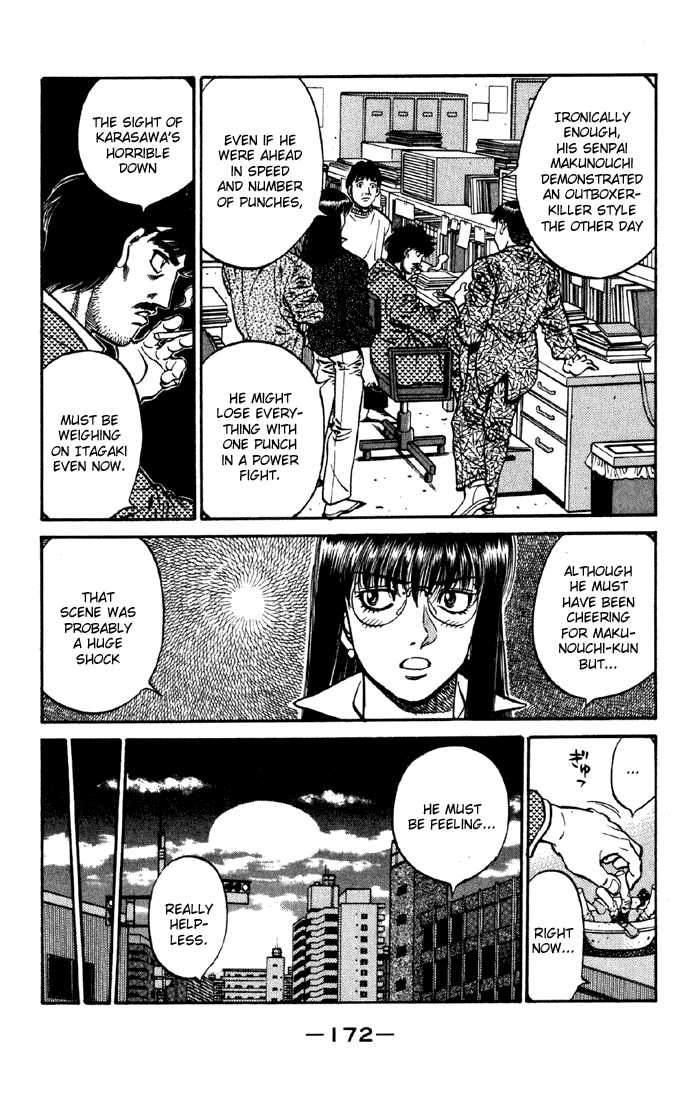 IRONICALLY
ENOUGH,
HIS SENPAI
MAKUNOUCHI
DEMONSTRATED
AN OUTBOXER-
KILLER STYLE
THE OTHER DAY
EVEN IF HE
WERE AHEAD
IN SPEED
AND NUMBER
OF PUNCHES,
HE MIGHT
LOSE EVERY-
THING WITH
ONE PUNCH
IN A POWER
FIGHT.
THE SIGHT OF
KARASAWA'S
HORRIBLE
DOWN
MUST BE
WEIGHING
ON ITAGAKI
EVEN NOW.
ALTHOUGH
HE MUST
HAVE BEEN
CHEERING
FOR MAKU-
NOUCHI-KUN
BUT...
THAT
SCENE WAS
PROBABLY
A HUGE
SHOCK
...
ぎゅっ
RIGHT
NOW...
HE MUST
BE FEELING...
REALLY
HELP-
LESS.
—172—